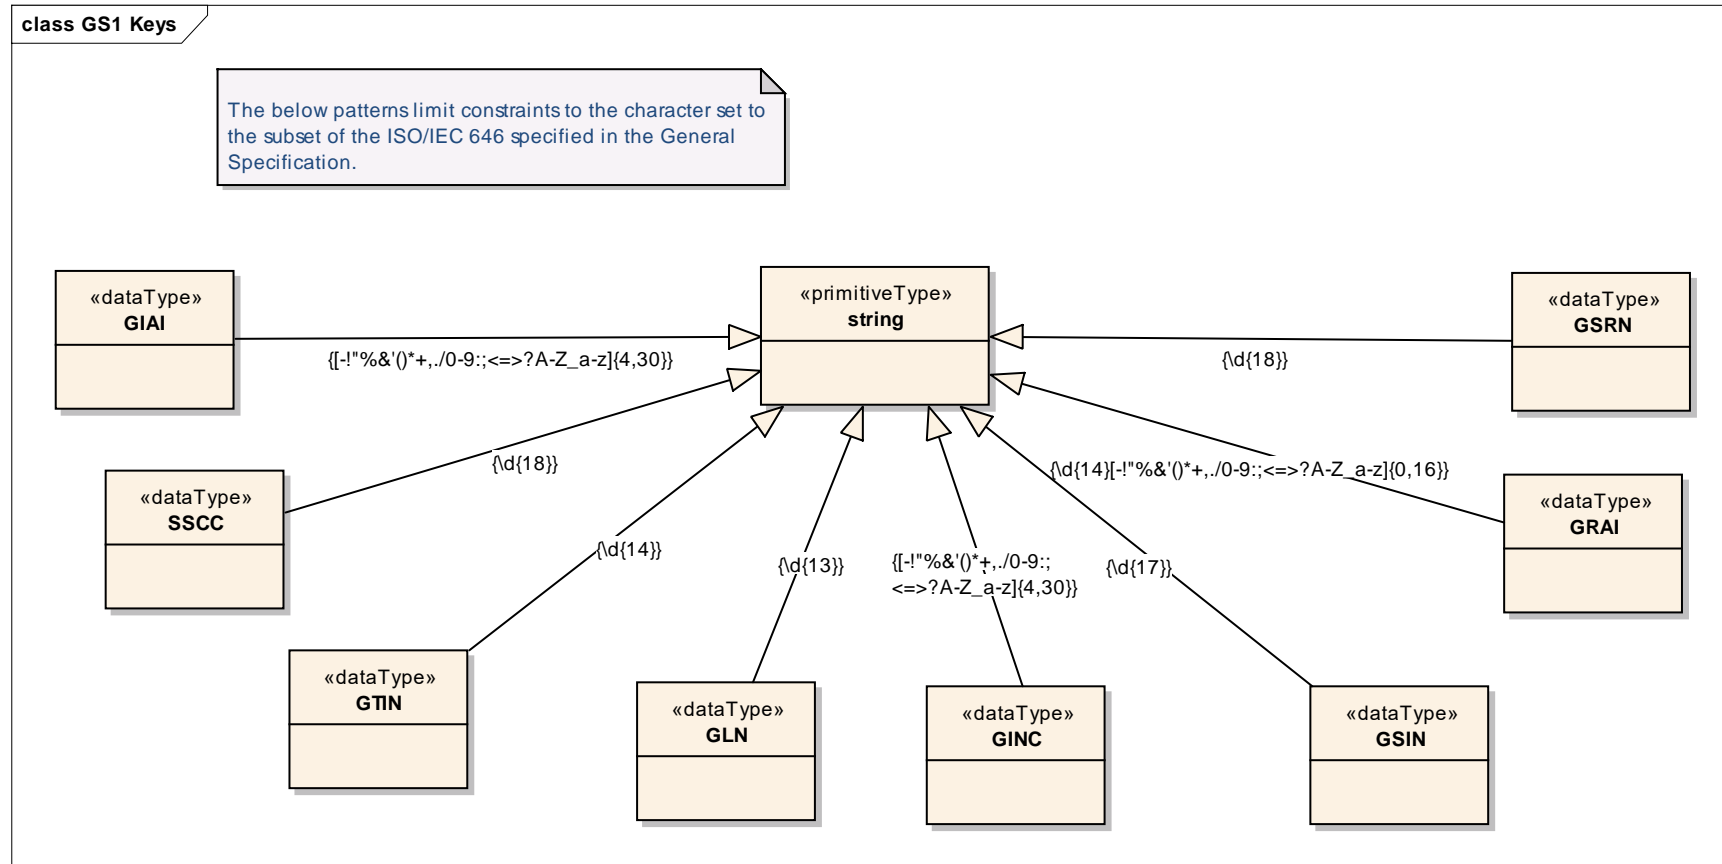 class GS1 Keys
The below patterns limit constraints to the character set to
the subset of the ISO/IEC 646 specified in the General
Specification.
«dataType»
GIAI
«primitiveType»
string
«dataType»
GSRN
{[-!"%&'()*+,./0-9:;<=>?A-Z_a-z]{4,30}}
{\d{18}}
{\d{18}}
{\d{14}[-!"%&'()*+,./0-9:;<=>?A-Z_a-z]{0,16}}
«dataType»
SSCC
«dataType»
GRAI
{\d{14}}
{\d{13}}
{[-!"%&'()*+,./0-9:;
<=>?A-Z_a-z]{4,30}}
{\d{17}}
«dataType»
GTIN
«dataType»
GLN
«dataType»
GINC
«dataType»
GSIN